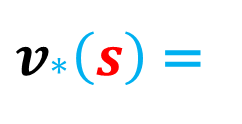 v*(s) =